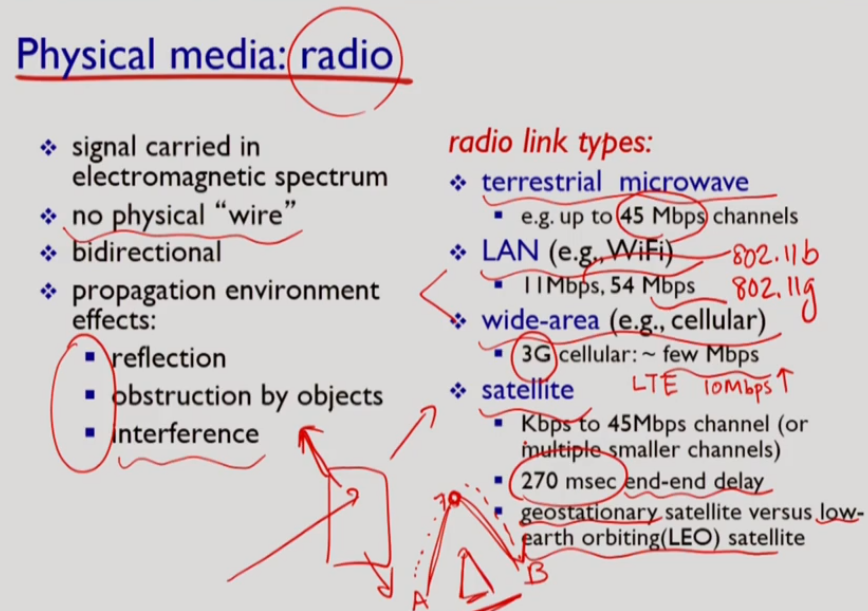 Physical media: radio
❖ signal carried in
electromagnetic spectrum
❖ no physical “wire”
❖ bidirectional
❖ propagation environment
effects:
▪ reflection
▪ obstruction by objects
▪ interference
radio link types:
❖ terrestrial microwave
▪ e.g. up to 45 Mbps channels
❖ LAN (e.g., WiFi) 802.11b
▪ 11Mbps, 54 Mbps 802.11g
❖ wide-area (e.g., cellular)
▪ 3G cellular: ~ few Mbps
LTE 10Mbps↑
❖ satellite
▪ Kbps to 45Mbps channel (or
multiple smaller channels)
▪ 270 msec end-end delay
▪ geostationary satellite versus low-
earth orbiting(LEO) satellite
A
B